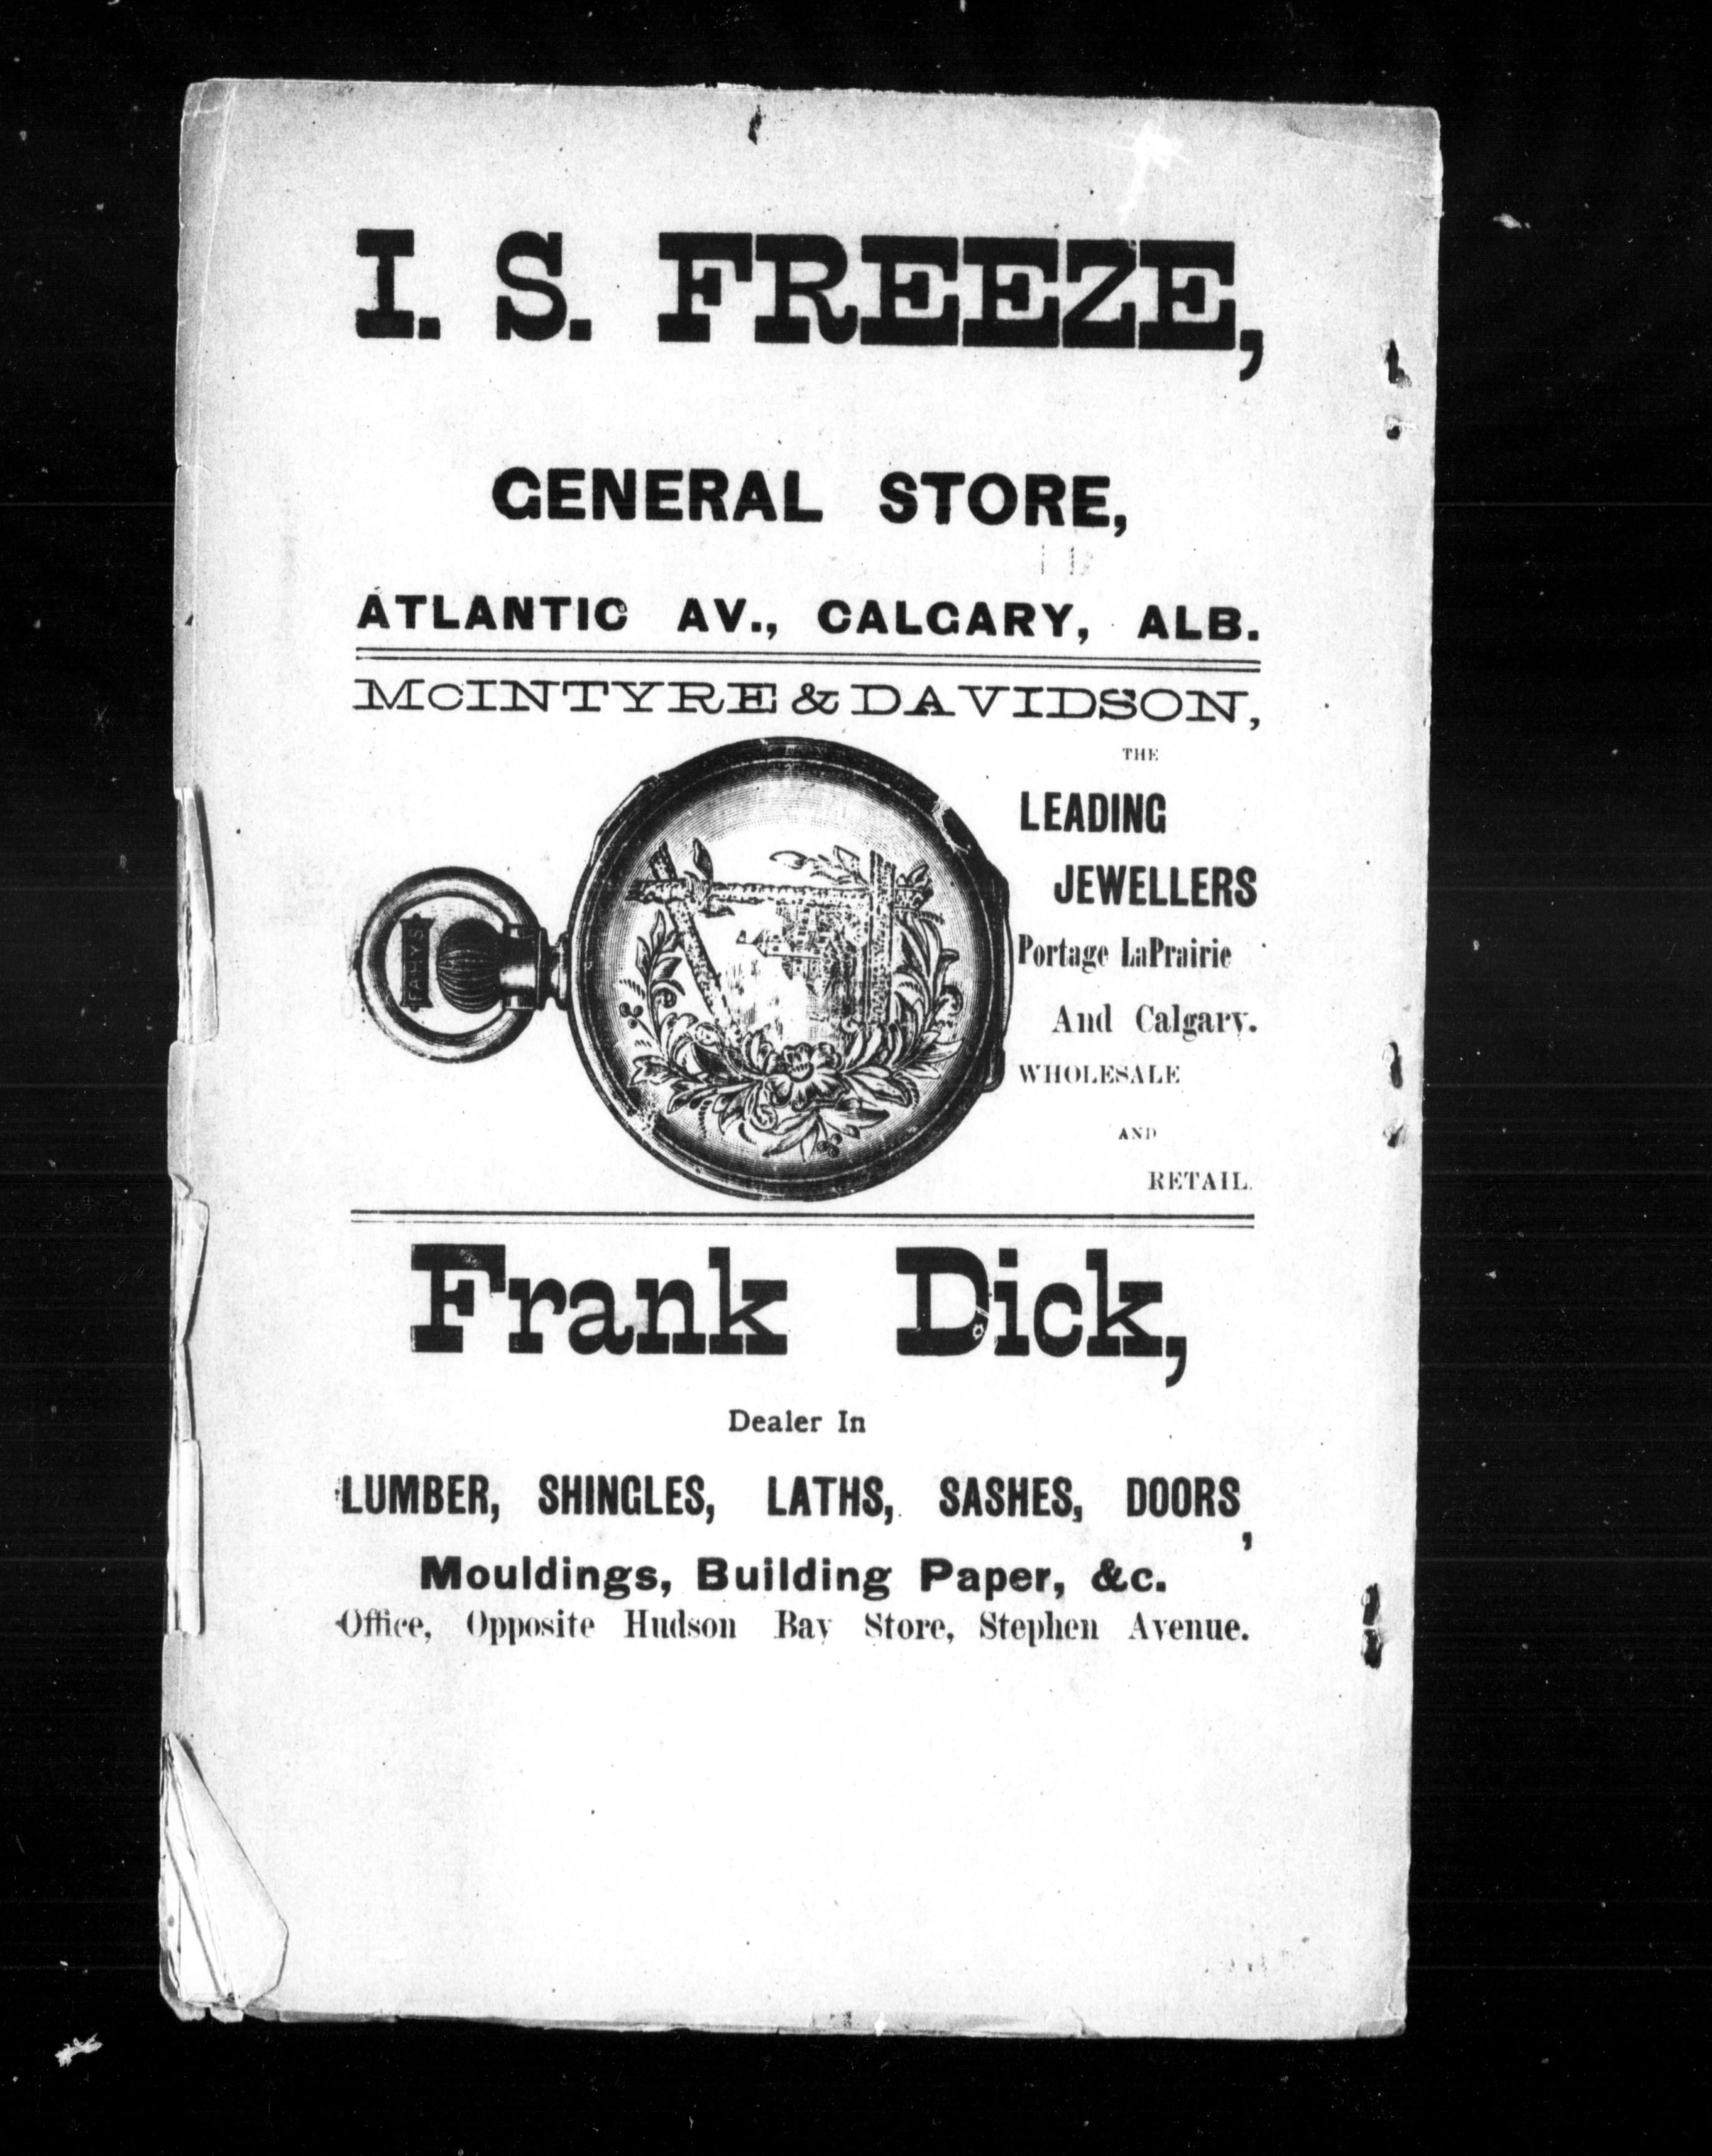 I. S. FREEZE,
GENERAL STORE,
ATLANTIC AV., CALGARY, ALB.
McINTYRE & DAVIDSON,
THE
LEADING
JEWELLERS
Portage LaPrairie
And Calgary.
WHOLESALE
AND
RETAIL.
FAHYS
Frank Dick,
Dealer In
LUMBER, SHINGLES, LATHS, SASHES, DOORS,
Mouldings, Building Paper, &c.
Office, Opposite Hudson Bay Store, Stephen Avenue.